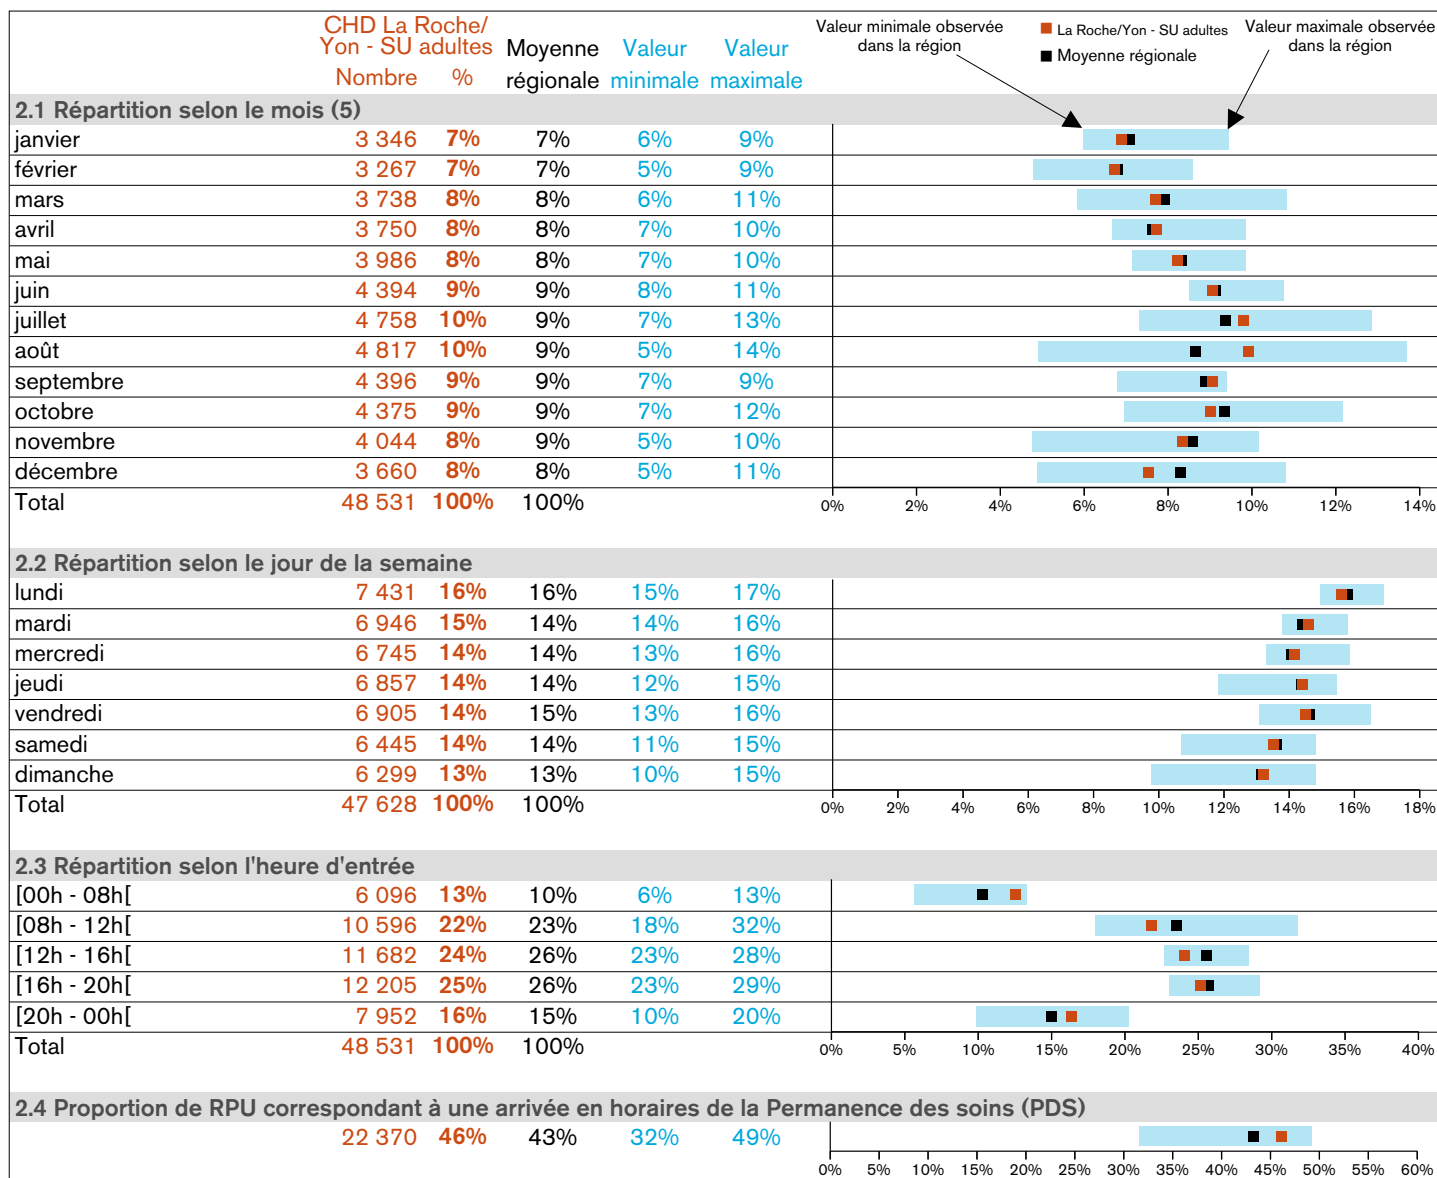 CHD La Roche/
Yon - SU adultes Moyenne Valeur Valeur
Nombre % régionale minimale maximale
Valeur minimale observée
dans la région
La Roche/Yon - SU adultes
Moyenne régionale
Valeur maximale observée
dans la région
2.1 Répartition selon le mois (5)
janvier 3 346 7% 7% 6% 9%
février 3 267 7% 7% 5% 9%
mars 3 738 8% 8% 6% 11%
avril 3 750 8% 8% 7% 10%
mai 3 986 8% 8% 7% 10%
juin 4 394 9% 9% 8% 11%
juillet 4 758 10% 9% 7% 13%
août 4 817 10% 9% 5% 14%
septembre 4 396 9% 9% 7% 9%
octobre 4 375 9% 9% 7% 12%
novembre 4 044 8% 9% 5% 10%
décembre 3 660 8% 8% 5% 11%
Total 48 531 100% 100%
0% 2% 4% 6% 8% 10% 12% 14%
2.2 Répartition selon le jour de la semaine
lundi 7 431 16% 16% 15% 17%
mardi 6 946 15% 14% 14% 16%
mercredi 6 745 14% 14% 13% 16%
jeudi 6 857 14% 14% 12% 15%
vendredi 6 905 14% 15% 13% 16%
samedi 6 445 14% 14% 11% 15%
dimanche 6 299 13% 13% 10% 15%
Total 47 628 100% 100%
0% 2% 4% 6% 8% 10% 12% 14% 16% 18%
2.3 Répartition selon l'heure d'entrée
[00h - 08h[ 6 096 13% 10% 6% 13%
[08h - 12h[ 10 596 22% 23% 18% 32%
[12h - 16h[ 11 682 24% 26% 23% 28%
[16h - 20h[ 12 205 25% 26% 23% 29%
[20h - 00h[ 7 952 16% 15% 10% 20%
Total 48 531 100% 100%
0% 5% 10% 15% 20% 25% 30% 35% 40%
2.4 Proportion de RPU correspondant à une arrivée en horaires de la Permanence des soins (PDS)
22 370 46% 43% 32% 49%
0% 5% 10% 15% 20% 25% 30% 35% 40% 45% 50% 55% 60%